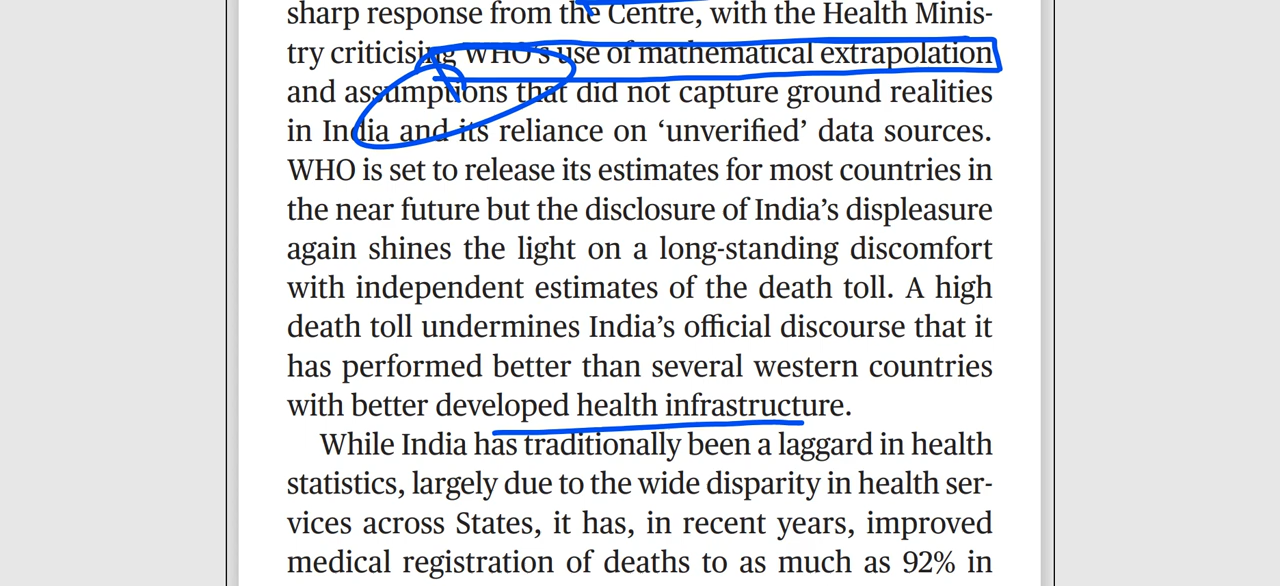 sharp response from the Centre, with the Health Minis-
try criticising WHO's use of mathematical extrapolation
and assumptions that did not capture ground realities
in India and its reliance on ‘unverified’ data sources.
WHO is set to release its estimates for most countries in
the near future but the disclosure of India’s displeasure
again shines the light on a long-standing discomfort
with independent estimates of the death toll. A high
death toll undermines India’s official discourse that it
has performed better than several western countries
with better developed health infrastructure.
While India has traditionally been a laggard in health
statistics, largely due to the wide disparity in health ser-
vices across States, it has, in recent years, improved
medical registration of deaths to as much as 92% in